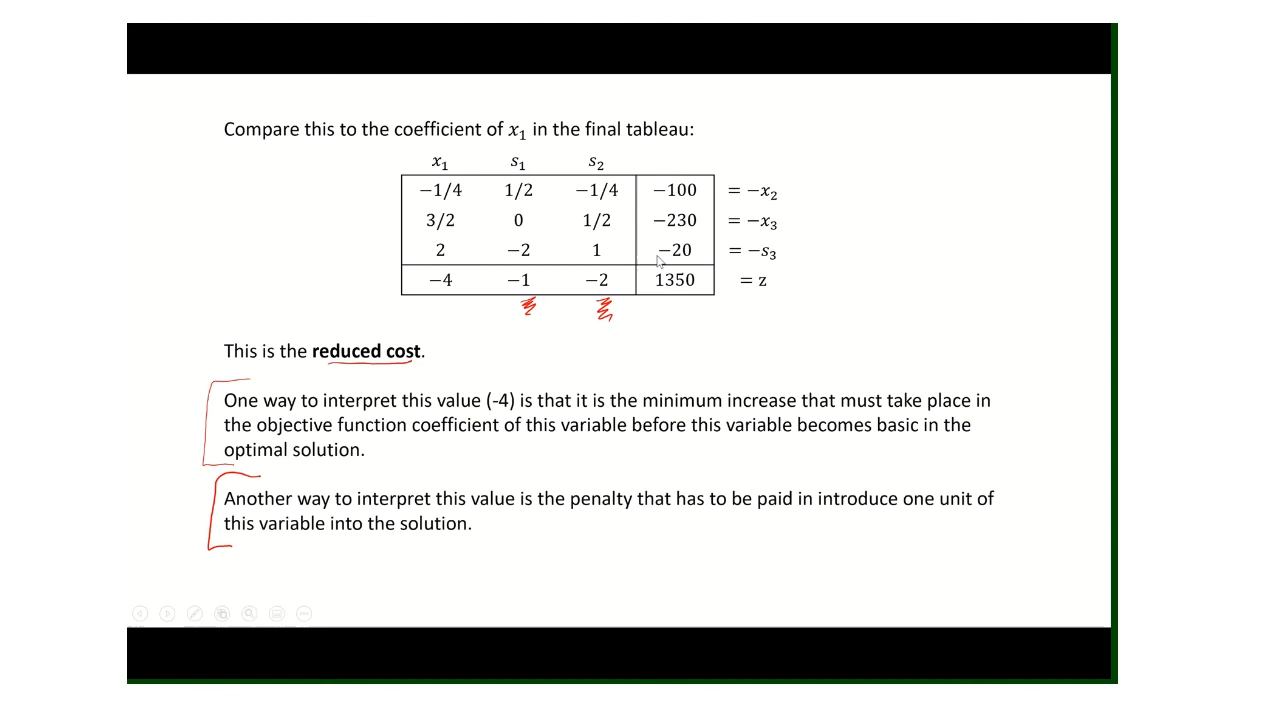 Compare this to the coefficient of x₁ in the final tableau:
x₁ s₁ s₂
−1/4 1/2 −1/4 −100 = −x₂
3/2 0 1/2 −230 = −x₃
2 −2 1 −20 = −s₃
−4 −1 −2 1350 = z
This is the reduced cost.
One way to interpret this value (-4) is that it is the minimum increase that must take place in
the objective function coefficient of this variable before this variable becomes basic in the
optimal solution.
Another way to interpret this value is the penalty that has to be paid in introduce one unit of
this variable into the solution.